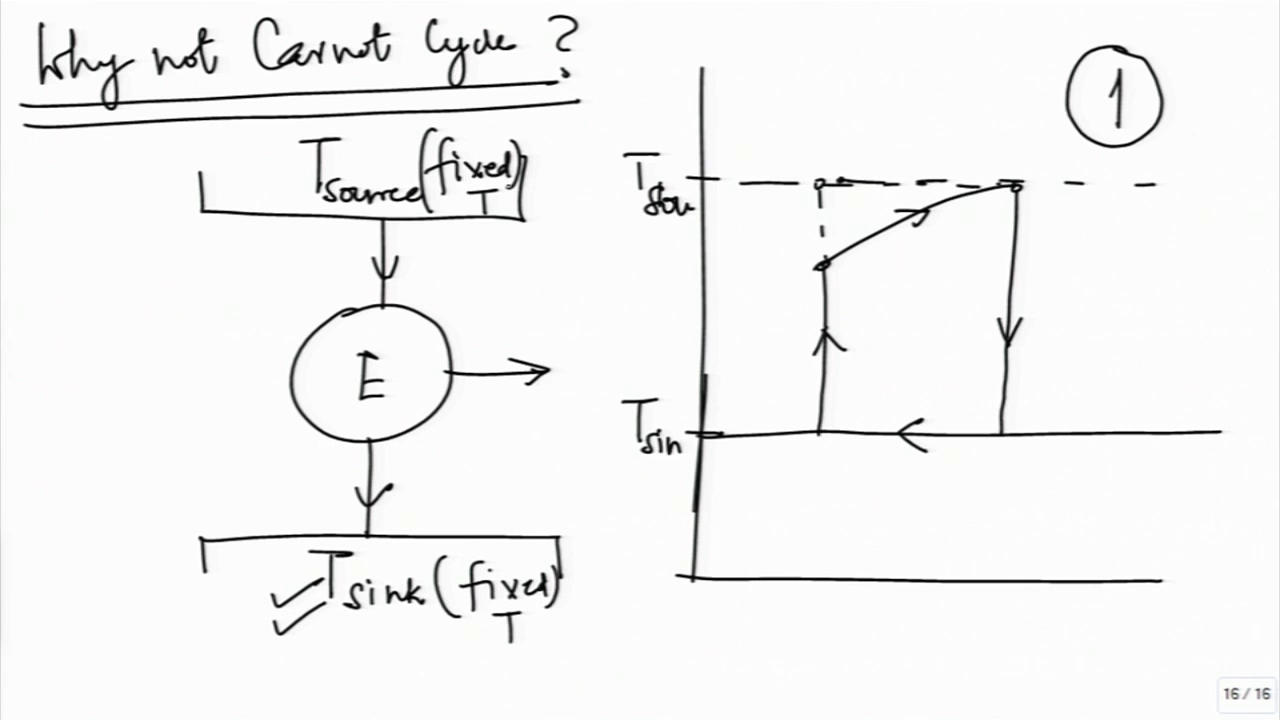 Why not Carnot Cycle ?
1
Tsource (fixed)
T
E
Tsink (fixed)
T
Tsou
Tsin
16 / 16